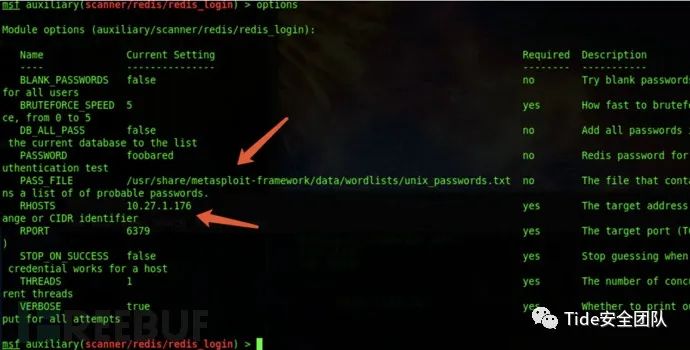 msf auxiliary(scanner/redis/redis_login) > options
Module options (auxiliary/scanner/redis/redis_login):
Name Current Setting Required Description
---- --------------- -------- -----------
BLANK_PASSWORDS false no Try blank passwords
for all users
BRUTEFORCE_SPEED 5 yes How fast to brutefo
ce, from 0 to 5
DB_ALL_PASS false no Add all passwords
the current database to the list
PASSWORD foobared no Redis password for
uthentication test
PASS_FILE /usr/share/metasploit-framework/data/wordlists/unix_passwords.txt no The file that conta
ns a list of of probable passwords.
RHOSTS 10.27.1.176 yes The target address
ange or CIDR identifier
RPORT 6379 yes The target port (TC
)
STOP_ON_SUCCESS false yes Stop guessing when
credential works for a host
THREADS 1 yes The number of concu
rent threads
VERBOSE true yes Whether to print ou
put for all attempts
REEBUF
Tide安全团队
msf auxiliary(scanner/redis/redis_login) >